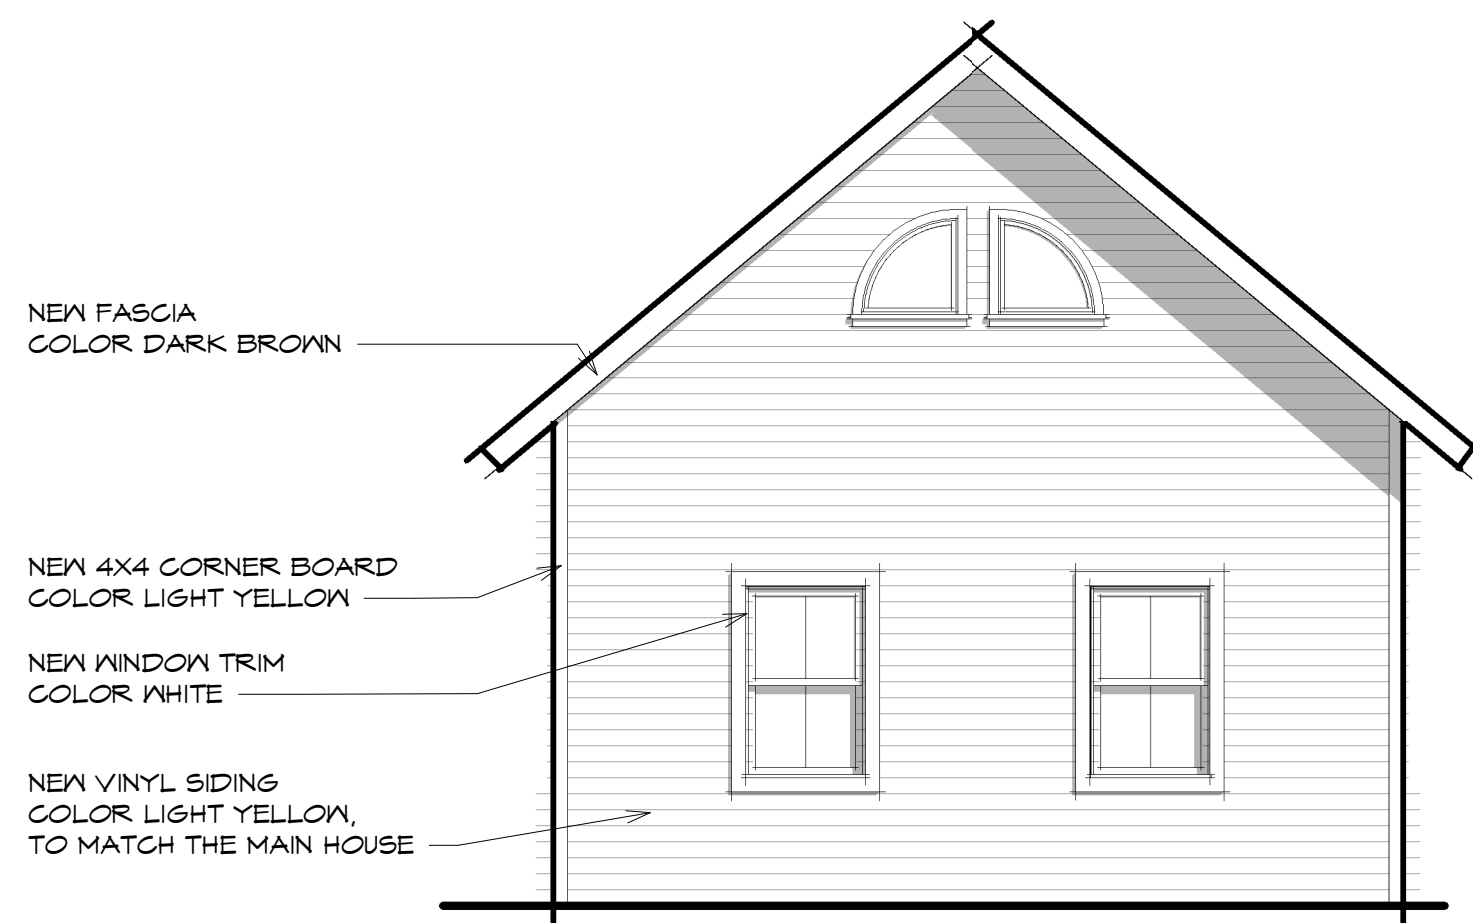 NEW FASCIA
COLOR DARK BROWN
NEW 4X4 CORNER BOARD
COLOR LIGHT YELLOW
NEW WINDOW TRIM
COLOR WHITE
NEW VINYL SIDING
COLOR LIGHT YELLOW,
TO MATCH THE MAIN HOUSE